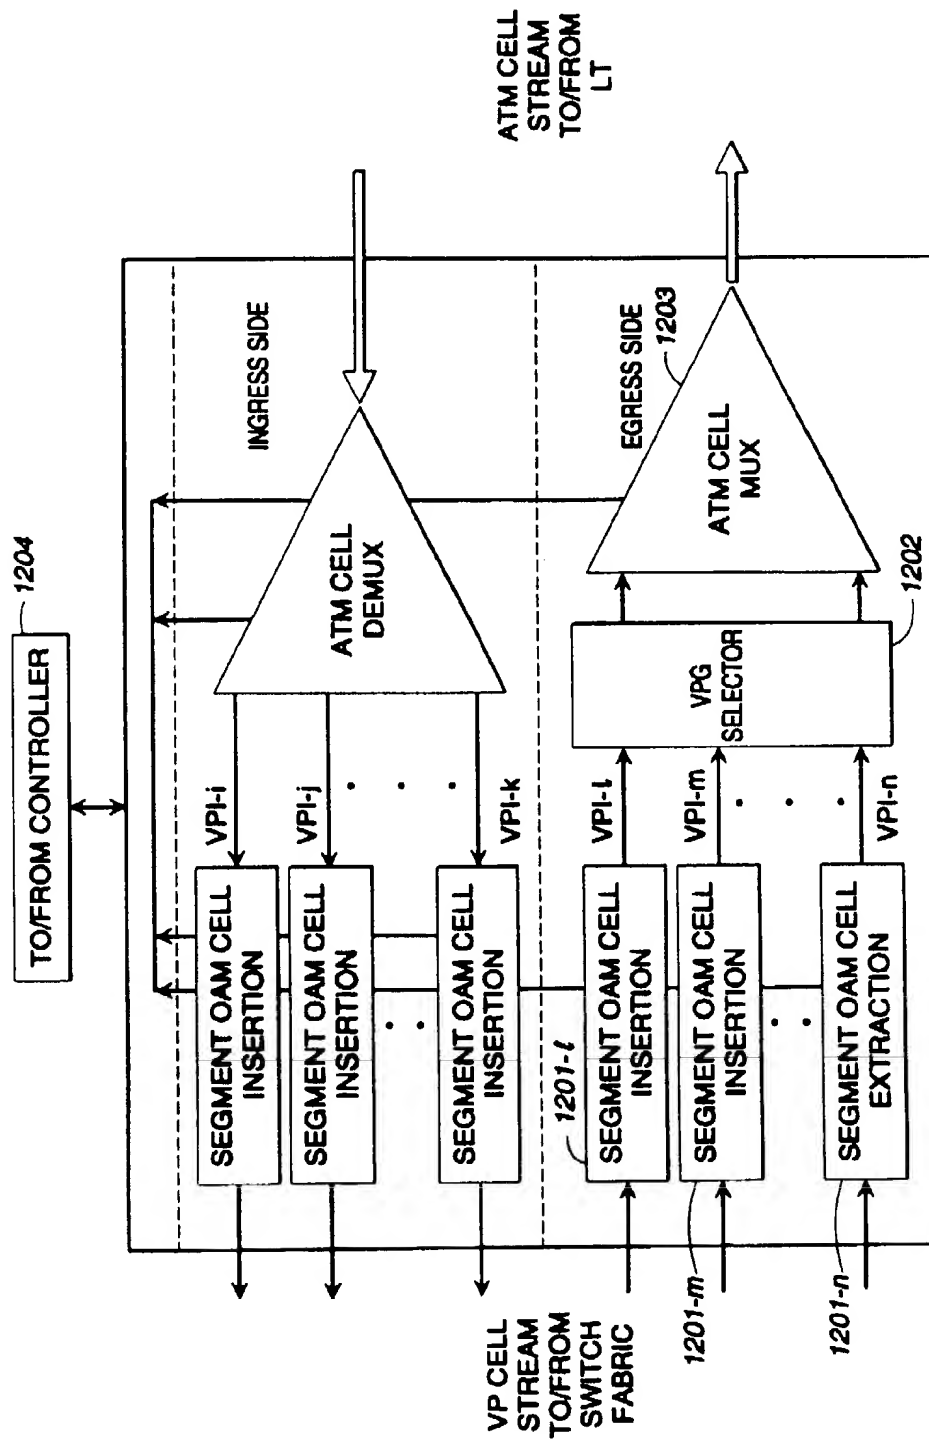 TO/FROM CONTROLLER
1204
INGRESS SIDE
SEGMENT OAM CELL
INSERTION
VPI-i
SEGMENT OAM CELL
INSERTION
VPI-j
SEGMENT OAM CELL
INSERTION
VPI-k
ATM CELL
DEMUX
ATM CELL
STREAM
TO/FROM
LT
EGRESS SIDE
1203
VP CELL
STREAM
TO/FROM
SWITCH
FABRIC
1201-ℓ
SEGMENT OAM CELL
INSERTION
VPI-ℓ
1201-m
SEGMENT OAM CELL
INSERTION
VPI-m
1201-n
SEGMENT OAM CELL
EXTRACTION
VPI-n
VPG
SELECTOR
1202
ATM CELL
MUX